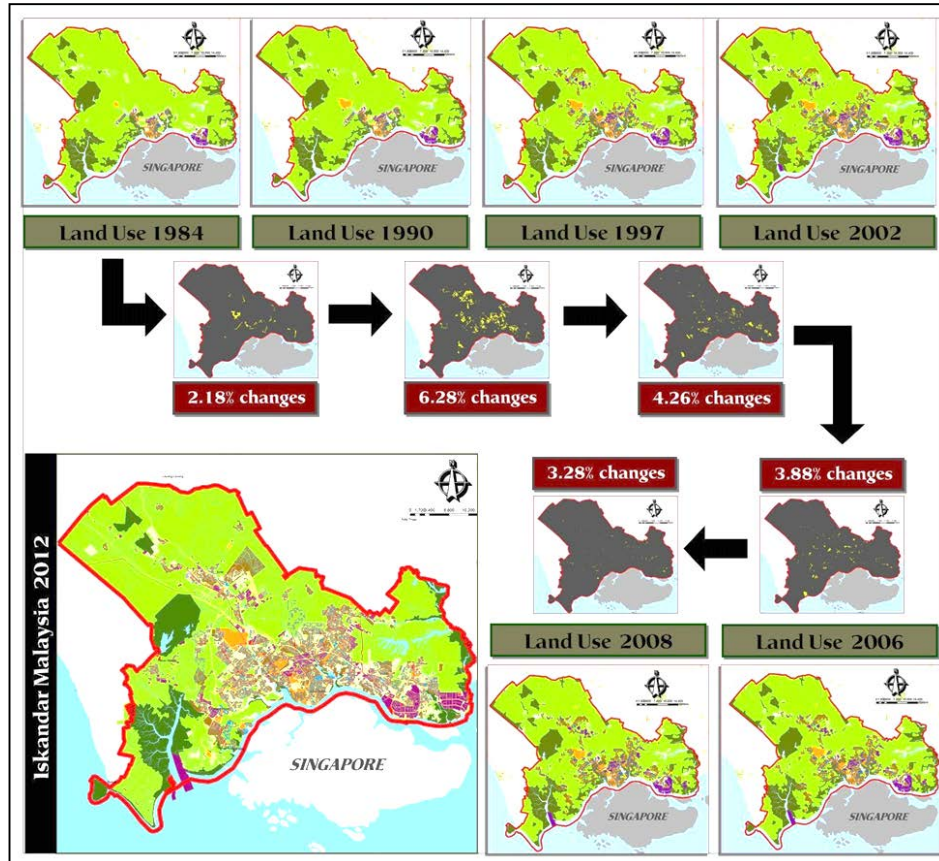 SINGAPORE
SINGAPORE
SINGAPORE
SINGAPORE
Land Use 1984
Land Use 1990
Land Use 1997
Land Use 2002
2.18% changes
6.28% changes
4.26% changes
3.28% changes
3.88% changes
Iskandar Malaysia 2012
SINGAPORE
Land Use 2008
Land Use 2006
SINGAPORE
SINGAPORE